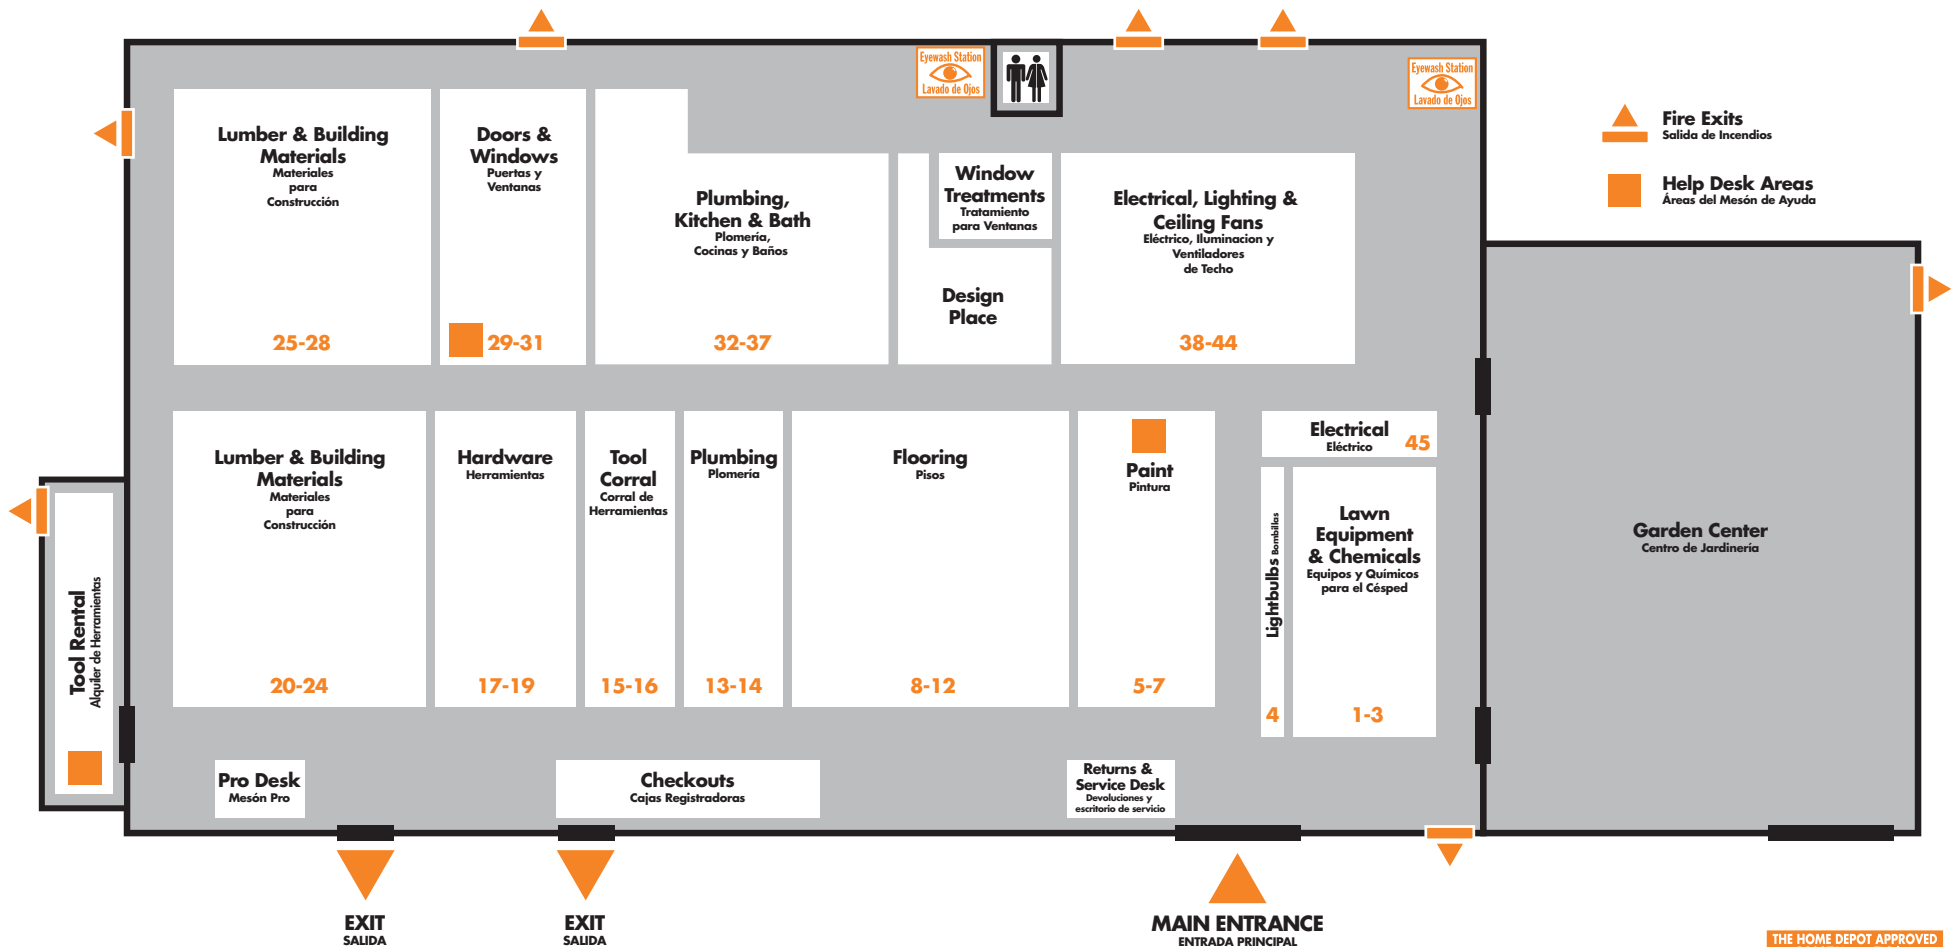 Eyewash Station
Lavado de Ojos
Eyewash Station
Lavado de Ojos
Fire Exits
Salida de Incendios
Help Desk Areas
Áreas del Mesón de Ayuda
Lumber & Building
Materials
Materiales
para
Construcción
25-28
Doors &
Windows
Puertas y
Ventanas
29-31
Plumbing,
Kitchen & Bath
Plomería,
Cocinas y Baños
32-37
Window
Treatments
Tratamiento
para Ventanas
Design
Place
Electrical, Lighting &
Ceiling Fans
Eléctrico, Iluminacion y
Ventiladores
de Techo
38-44
Lumber & Building
Materials
Materiales
para
Construcción
20-24
Hardware
Herramientas
17-19
Tool
Corral
Corral de
Herramientas
15-16
Plumbing
Plomería
13-14
Flooring
Pisos
8-12
Paint
Pintura
5-7
Electrical
Eléctrico
45
Lightbulbs Bombillas
4
Lawn
Equipment
& Chemicals
Equipos y Químicos
para el Césped
1-3
Garden Center
Centro de Jardinería
Tool Rental
Alquiler de Herramientas
Pro Desk
Mesón Pro
Checkouts
Cajas Registradoras
Returns &
Service Desk
Devoluciones y
escritorio de servicio
EXIT
SALIDA
EXIT
SALIDA
MAIN ENTRANCE
ENTRADA PRINCIPAL
THE HOME DEPOT APPROVED